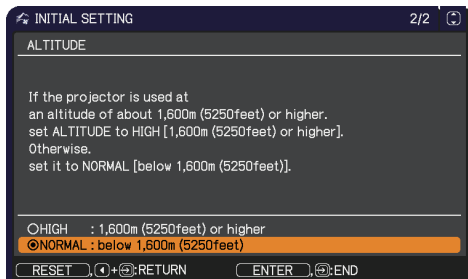 INITIAL SETTING 2/2
ALTITUDE
If the projector is used at
an altitude of about 1,600m (5250feet) or higher.
set ALTITUDE to HIGH [1,600m (5250feet) or higher].
Otherwise.
set it to NORMAL [below 1,600m (5250feet)].
HIGH : 1,600m (5250feet) or higher
NORMAL : below 1,600m (5250feet)
RESET ,+:RETURN ENTER ,:END